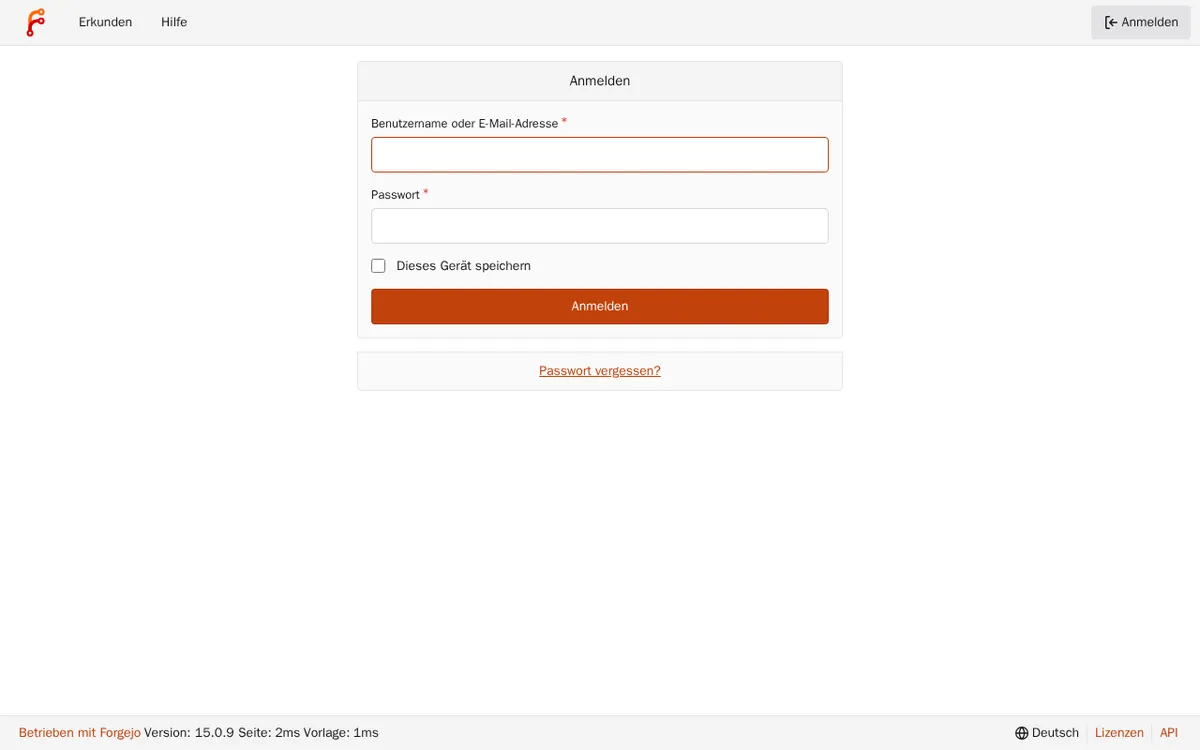 Erkunden Hilfe Anmelden
Anmelden
Benutzername oder E-Mail-Adresse *
Passwort *
Dieses Gerät speichern
Anmelden
Passwort vergessen?
Betrieben mit Forgejo Version: 15.0.9 Seite: 2ms Vorlage: 1ms Deutsch Lizenzen API